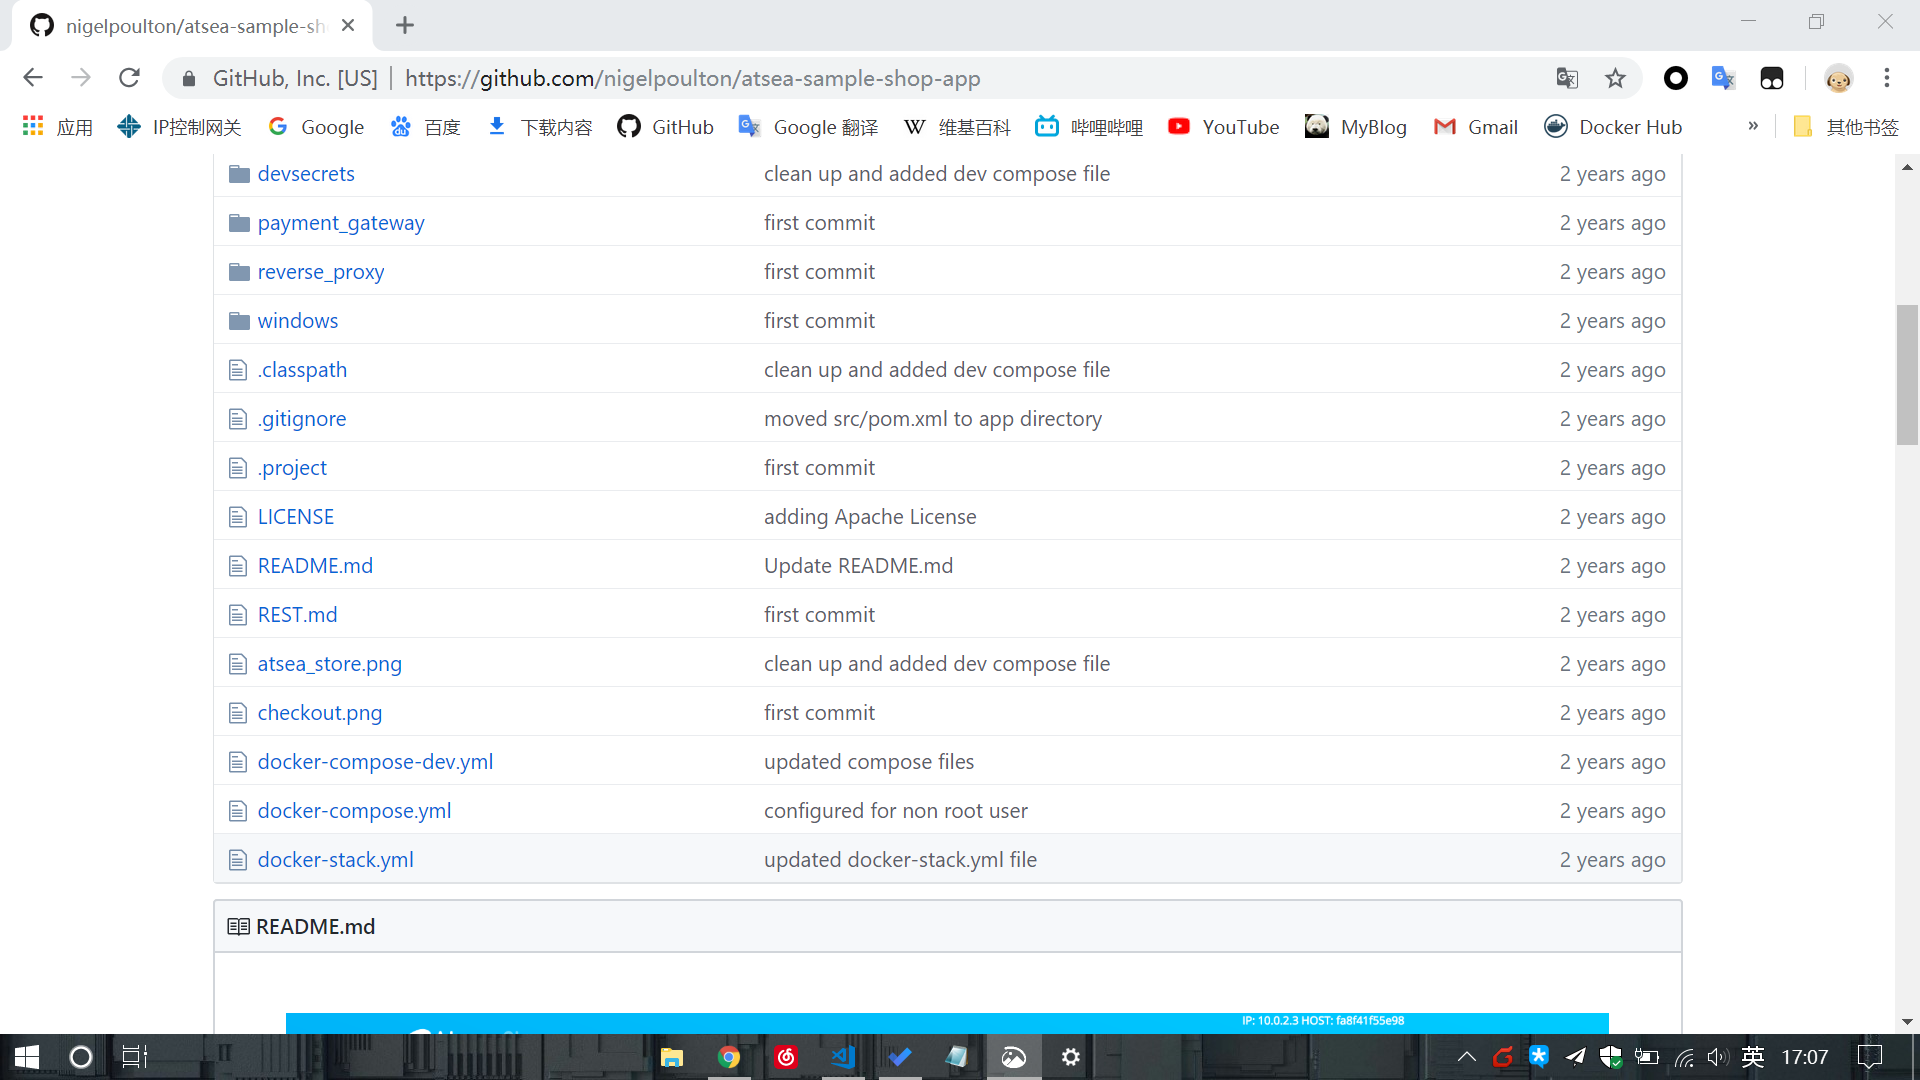 nigelpoulton/atsea-sample-sh
GitHub, Inc. [US] | https://github.com/nigelpoulton/atsea-sample-shop-app
应用 IP控制网关 Google 百度 下载内容 GitHub Google 翻译 维基百科 哔哩哔哩 YouTube MyBlog Gmail Docker Hub » 其他书签
devsecrets clean up and added dev compose file 2 years ago
payment_gateway first commit 2 years ago
reverse_proxy first commit 2 years ago
windows first commit 2 years ago
.classpath clean up and added dev compose file 2 years ago
.gitignore moved src/pom.xml to app directory 2 years ago
.project first commit 2 years ago
LICENSE adding Apache License 2 years ago
README.md Update README.md 2 years ago
REST.md first commit 2 years ago
atsea_store.png clean up and added dev compose file 2 years ago
checkout.png first commit 2 years ago
docker-compose-dev.yml updated compose files 2 years ago
docker-compose.yml configured for non root user 2 years ago
docker-stack.yml updated docker-stack.yml file 2 years ago
README.md
IP: 10.0.2.3 HOST: fa8f41f55e98
英 17:07